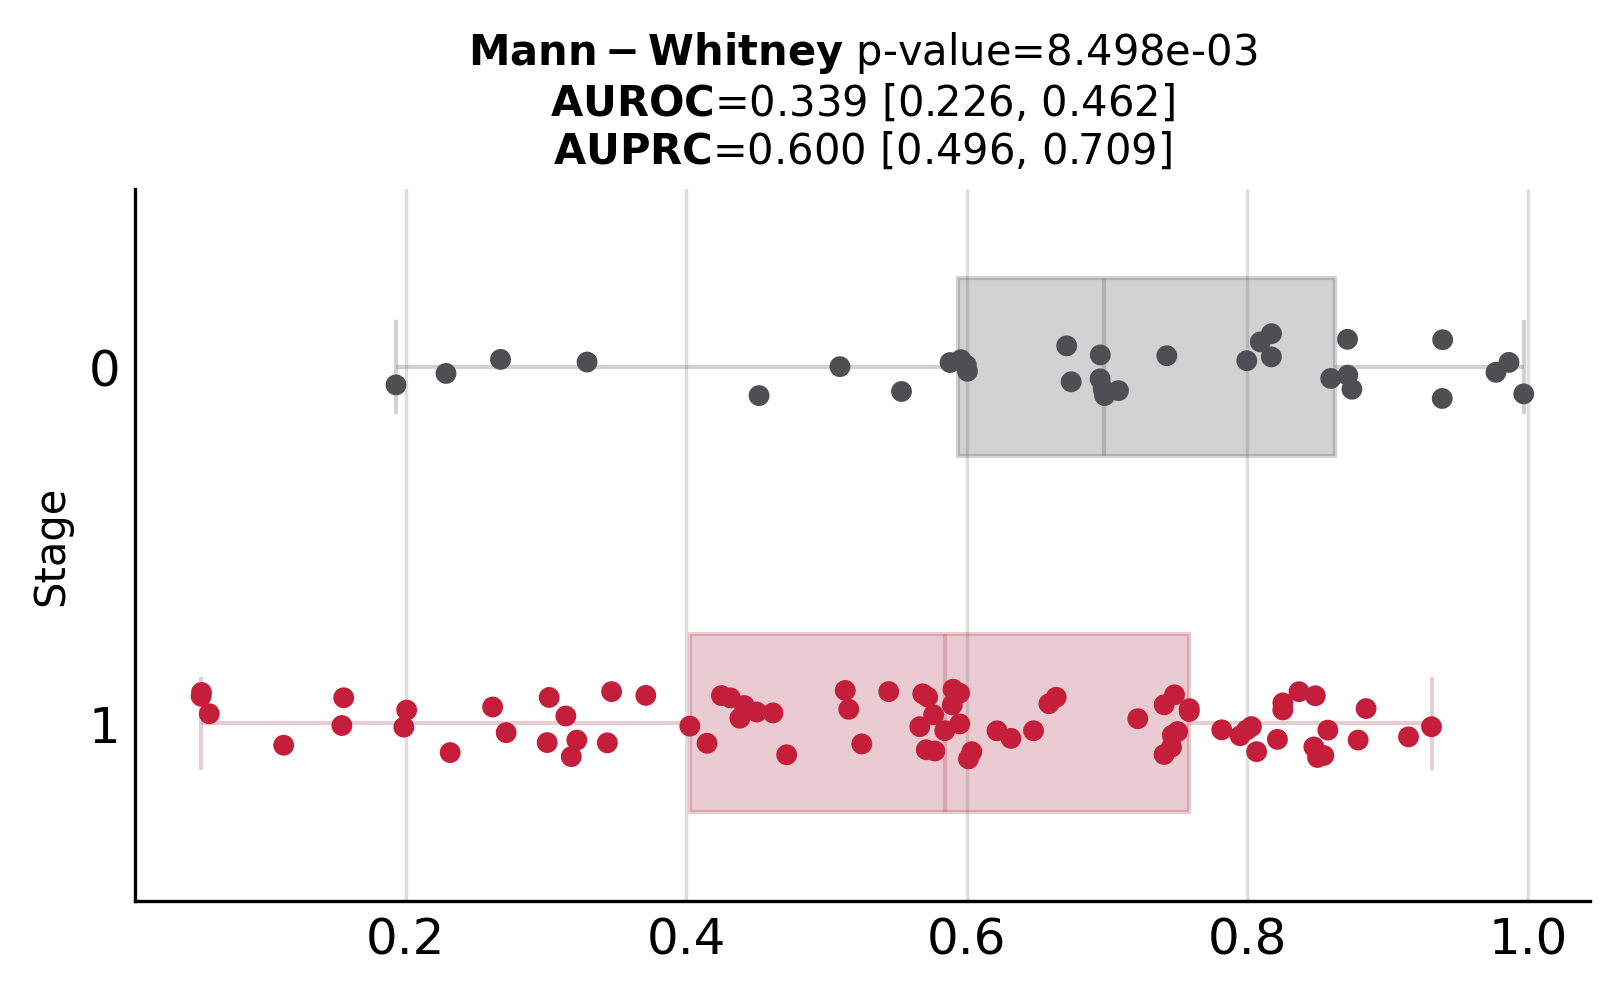 Mann − Whitney p-value=8.498e-03
AUROC=0.339 [0.226, 0.462]
AUPRC=0.600 [0.496, 0.709]
Stage
0
1
0.2 0.4 0.6 0.8 1.0